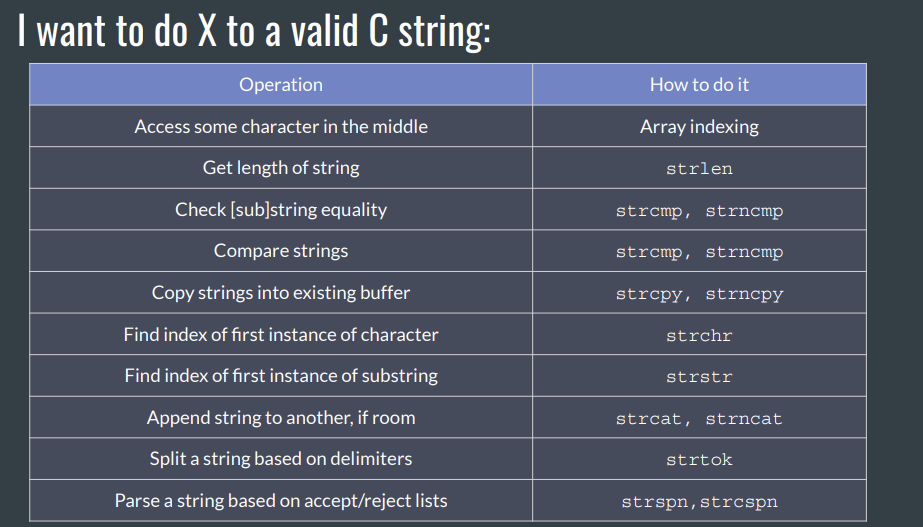 I want to do X to a valid C string:
Operation How to do it
Access some character in the middle Array indexing
Get length of string strlen
Check [sub]string equality strcmp, strncmp
Compare strings strcmp, strncmp
Copy strings into existing buffer strcpy, strncpy
Find index of first instance of character strchr
Find index of first instance of substring strstr
Append string to another, if room strcat, strncat
Split a string based on delimiters strtok
Parse a string based on accept/reject lists strspn,strcspn